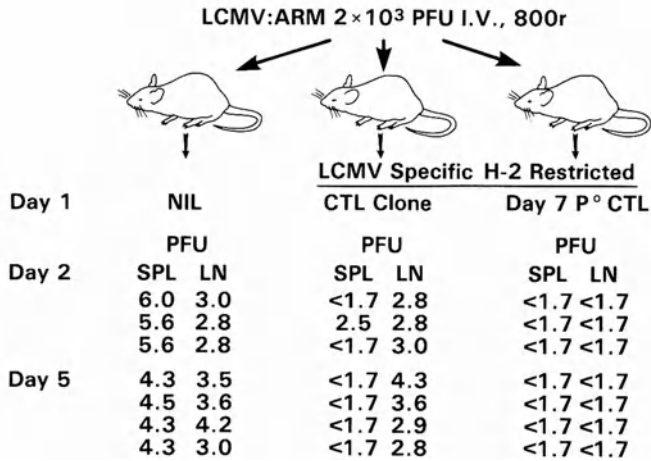 LCMV:ARM 2×10³ PFU I.V., 800r
LCMV Specific H-2 Restricted
Day 1 NIL CTL Clone Day 7 P° CTL
PFU PFU PFU
Day 2 SPL LN SPL LN SPL LN
6.0 3.0 <1.7 2.8 <1.7 <1.7
5.6 2.8 2.5 2.8 <1.7 <1.7
5.6 2.8 <1.7 3.0 <1.7 <1.7
Day 5 4.3 3.5 <1.7 4.3 <1.7 <1.7
4.5 3.6 <1.7 3.6 <1.7 <1.7
4.3 4.2 <1.7 2.9 <1.7 <1.7
4.3 3.0 <1.7 2.8 <1.7 <1.7